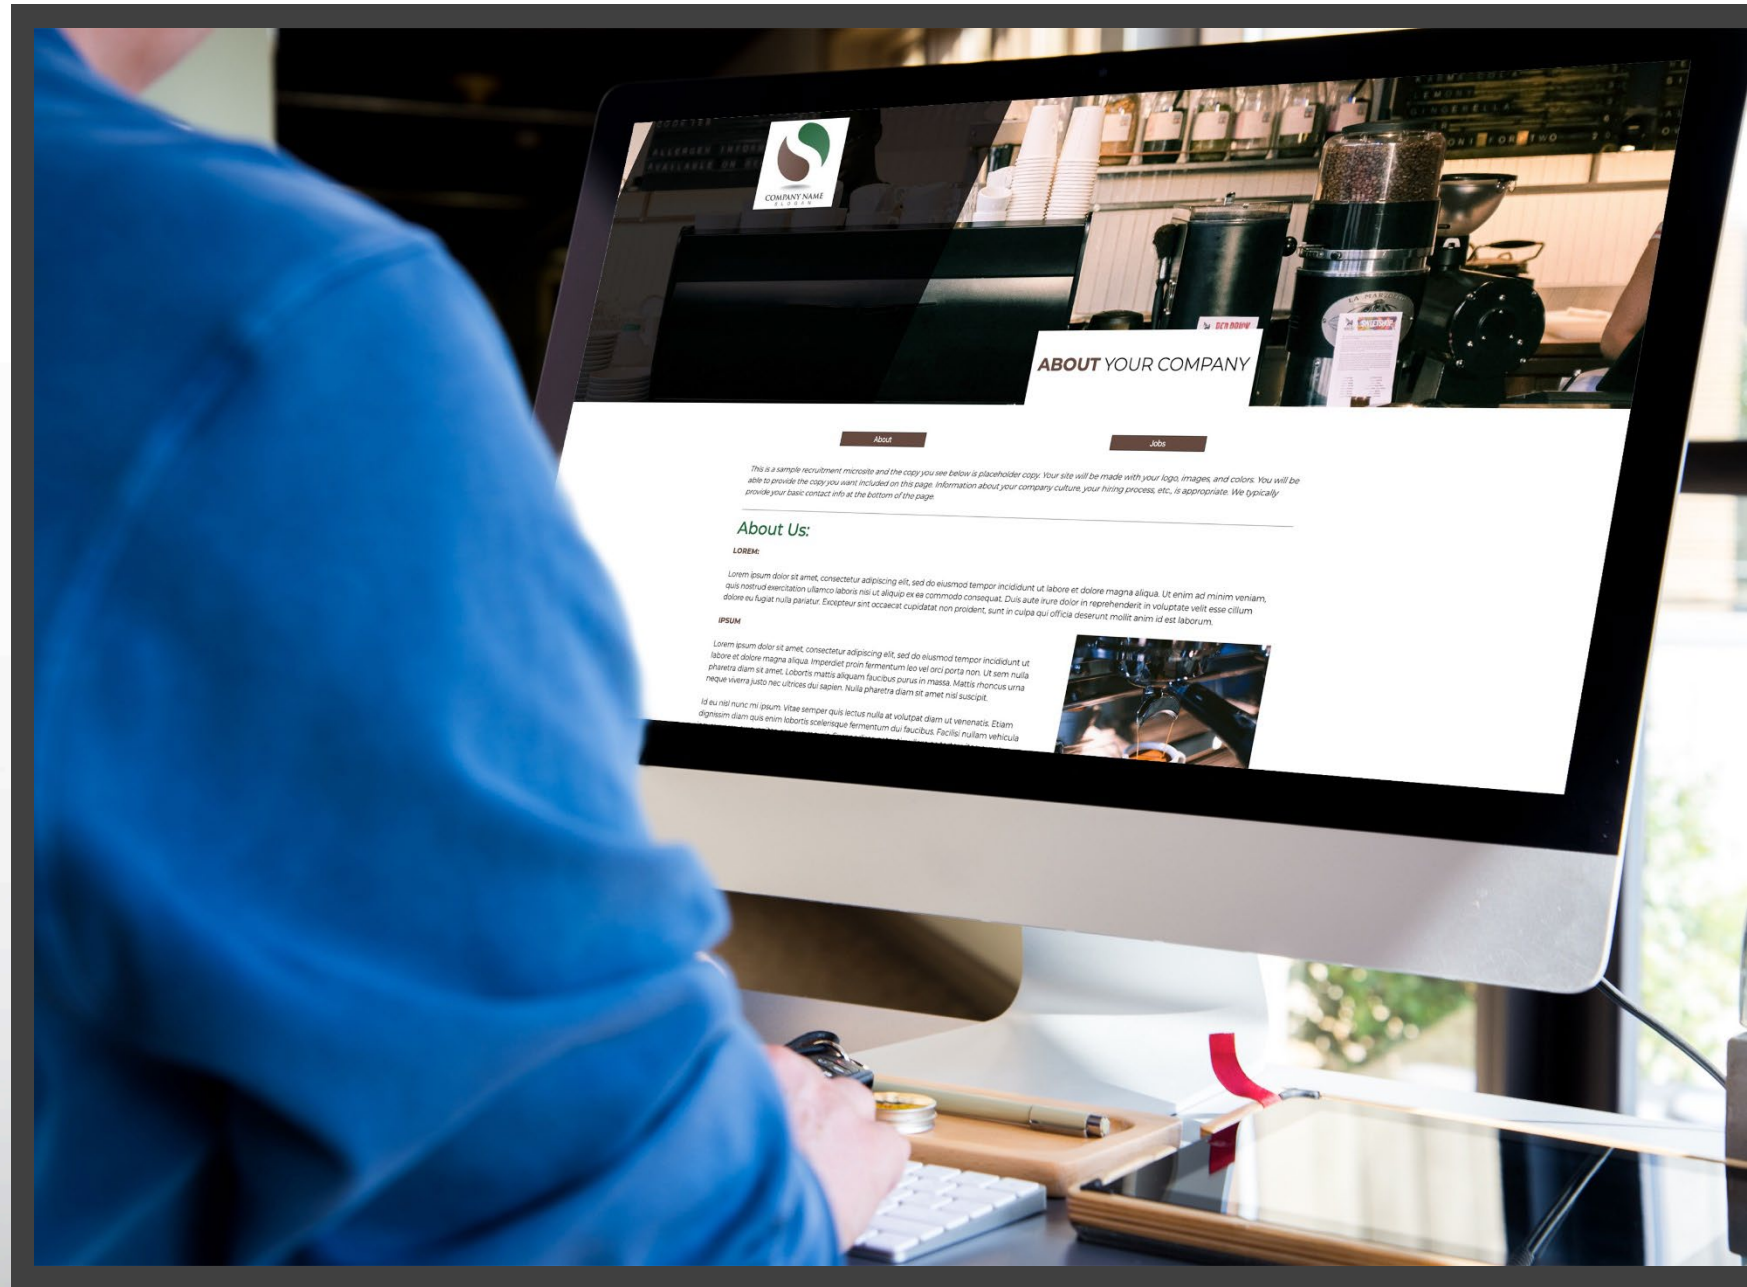 ALLERGEN INFORM
AVAILABLE ON
COMPANY NAME
SLOGAN
LEMONY
GINGERELLA
FOR TWO
LA MARZ
ABOUT YOUR COMPANY
About
Jobs
This is a sample recruitment microsite and the copy you see below is placeholder copy. Your site will be made with your logo, images, and colors. You will be
able to provide the copy you want included on this page. Information about your company culture, your hiring process, etc., is appropriate. We typically
provide your basic contact info at the bottom of the page.
About Us:
LOREM:
Lorem ipsum dolor sit amet, consectetur adipiscing elit, sed do eiusmod tempor incididunt ut labore et dolore magna aliqua. Ut enim ad minim veniam,
quis nostrud exercitation ullamco laboris nisi ut aliquip ex ea commodo consequat. Duis aute irure dolor in reprehenderit in voluptate velit esse cillum
dolore eu fugiat nulla pariatur. Excepteur sint occaecat cupidatat non proident, sunt in culpa qui officia deserunt mollit anim id est laborum.
IPSUM
Lorem ipsum dolor sit amet, consectetur adipiscing elit, sed do eiusmod tempor incididunt ut
labore et dolore magna aliqua. Imperdiet proin fermentum leo vel orci porta non. Ut sem nulla
pharetra diam sit amet. Lobortis mattis aliquam faucibus purus in massa. Mattis rhoncus urna
neque viverra justo nec ultrices dui sapien. Nulla pharetra diam sit amet nisl suscipit.
Id eu nisl nunc mi ipsum. Vitae semper quis lectus nulla at volutpat diam ut venenatis. Etiam
dignissim diam quis enim lobortis scelerisque fermentum dui faucibus. Facilisi nullam vehicula